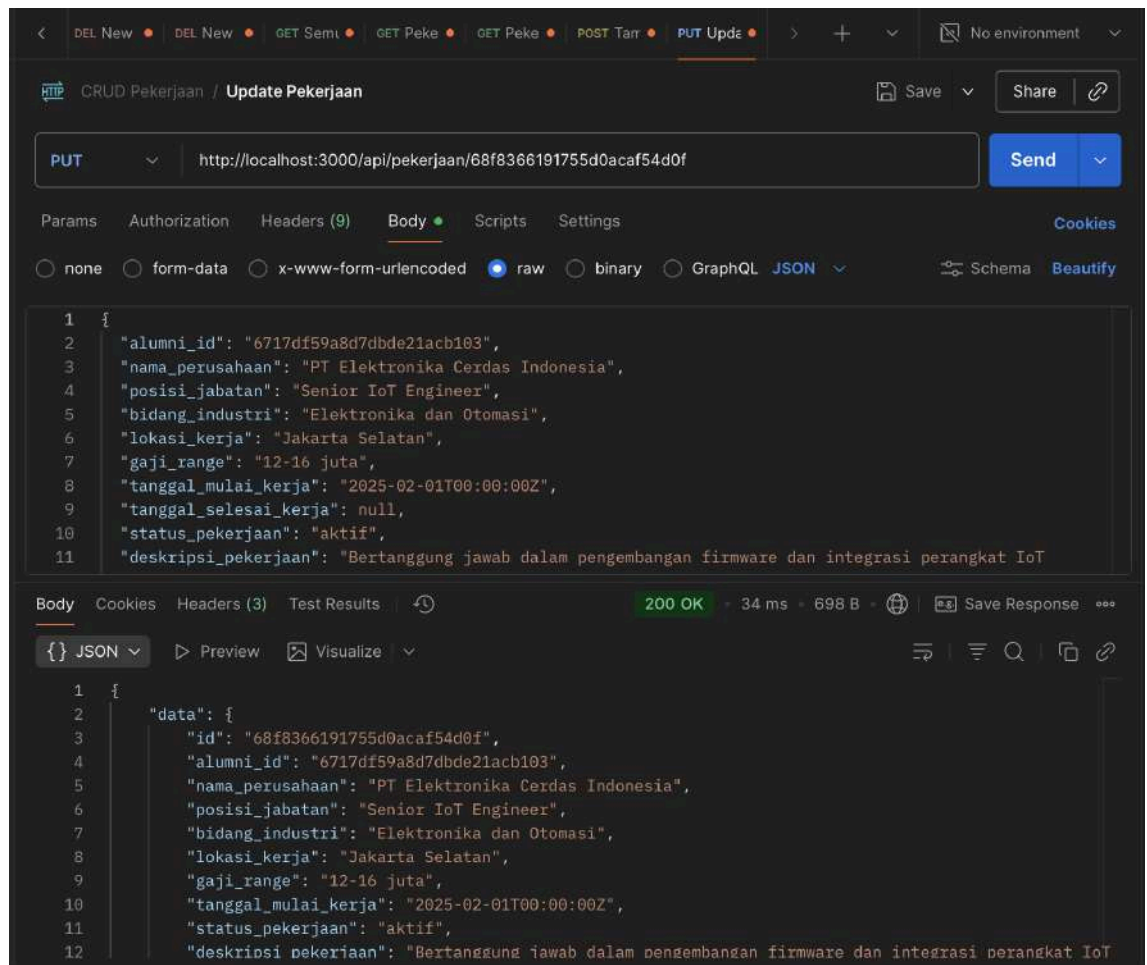 DEL New DEL New GET Semu GET Peke GET Peke POST Tam PUT Upda No environment
HTTP CRUD Pekerjaan / Update Pekerjaan Save Share
PUT http://localhost:3000/api/pekerjaan/68f8366191755d0acaf54d0f Send
Params Authorization Headers (9) Body Scripts Settings Cookies
none form-data x-www-form-urlencoded raw binary GraphQL JSON Schema Beautify
1 {
2 "alumni_id": "6717df59a8d7dbde21acb103",
3 "nama_perusahaan": "PT Elektronika Cerdas Indonesia",
4 "posisi_jabatan": "Senior IoT Engineer",
5 "bidang_industri": "Elektronika dan Otomasi",
6 "lokasi_kerja": "Jakarta Selatan",
7 "gaji_range": "12-16 juta",
8 "tanggal_mulai_kerja": "2025-02-01T00:00:00Z",
9 "tanggal_selesai_kerja": null,
10 "status_pekerjaan": "aktif",
11 "deskripsi_pekerjaan": "Bertanggung jawab dalam pengembangan firmware dan integrasi perangkat IoT
Body Cookies Headers (3) Test Results 200 OK 34 ms 698 B e.g. Save Response
{} JSON Preview Visualize
1 {
2 "data": {
3 "id": "68f8366191755d0acaf54d0f",
4 "alumni_id": "6717df59a8d7dbde21acb103",
5 "nama_perusahaan": "PT Elektronika Cerdas Indonesia",
6 "posisi_jabatan": "Senior IoT Engineer",
7 "bidang_industri": "Elektronika dan Otomasi",
8 "lokasi_kerja": "Jakarta Selatan",
9 "gaji_range": "12-16 juta",
10 "tanggal_mulai_kerja": "2025-02-01T00:00:00Z",
11 "status_pekerjaan": "aktif",
12 "deskripsi_pekerjaan": "Bertanggung jawab dalam pengembangan firmware dan integrasi perangkat IoT